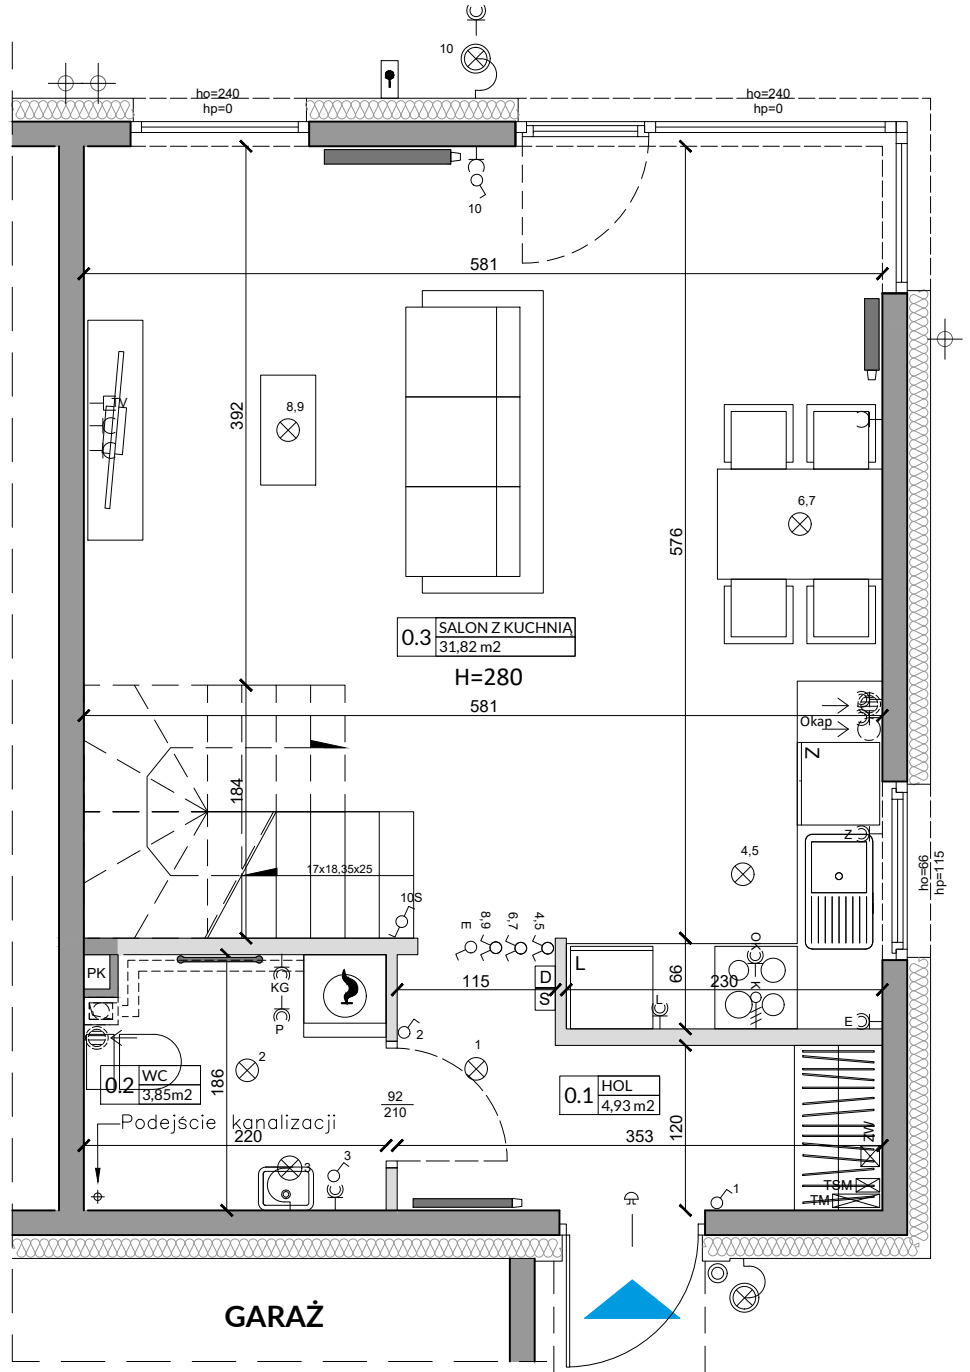 10
ho=240
hp=0
ho=240
hp=0
10
581
392
TV
8,9
6,7
576
0.3 SALON Z KUCHNIĄ
31,82 m2
H=280
581
Okap
Z
184
17x18,35x25
Z
4,5
ho=66
hp=115
10S
E
8,9
6,7
4,5
OK
PK
KG
P
115
D
S
L
66
230
K
L
E
2
1
2
0.2 WC
3,85m2
186
92
210
0.1 HOL
4,93 m2
120
Podejście kanalizacji
220
353
ZW
3
3
TSM
TM
1
GARAŻ